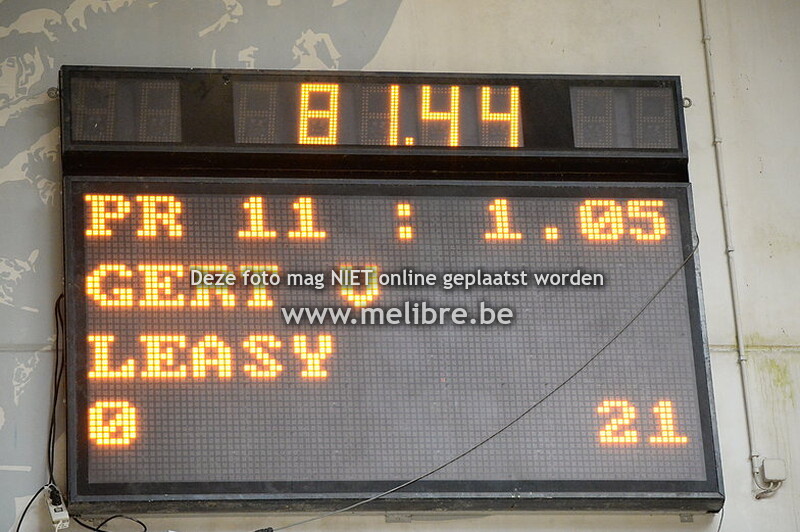 81.44
PR 11 : 1.05
GERT V
Deze foto mag NIET online geplaatst worden
www.melibre.be
LEASY
0 21